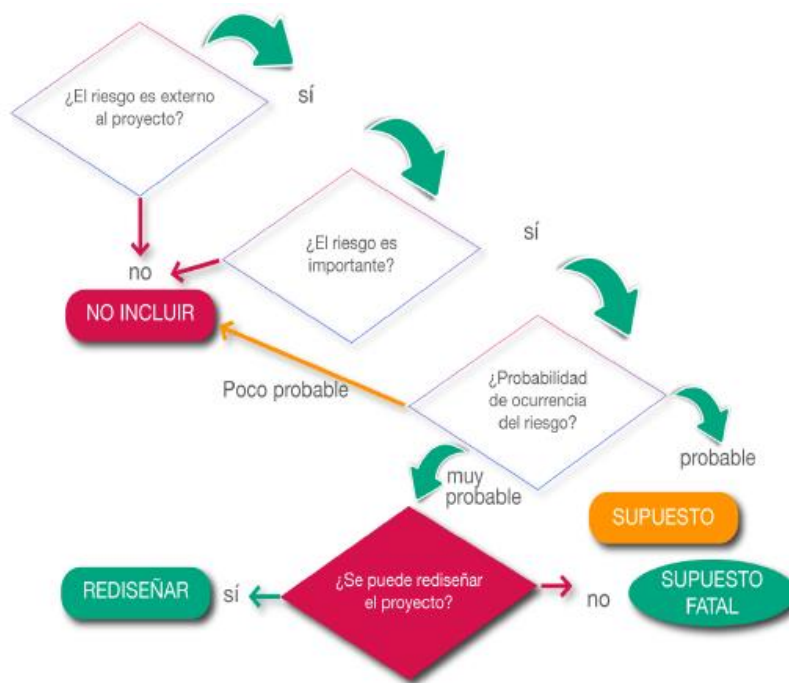 ¿El riesgo es externo
al proyecto?
sí
¿El riesgo es
importante?
sí
no
NO INCLUIR
¿Probabilidad
de ocurrencia
del riesgo?
Poco probable
probable
muy
probable
SUPUESTO
¿Se puede rediseñar
el proyecto?
REDISEÑAR
sí
no
SUPUESTO
FATAL